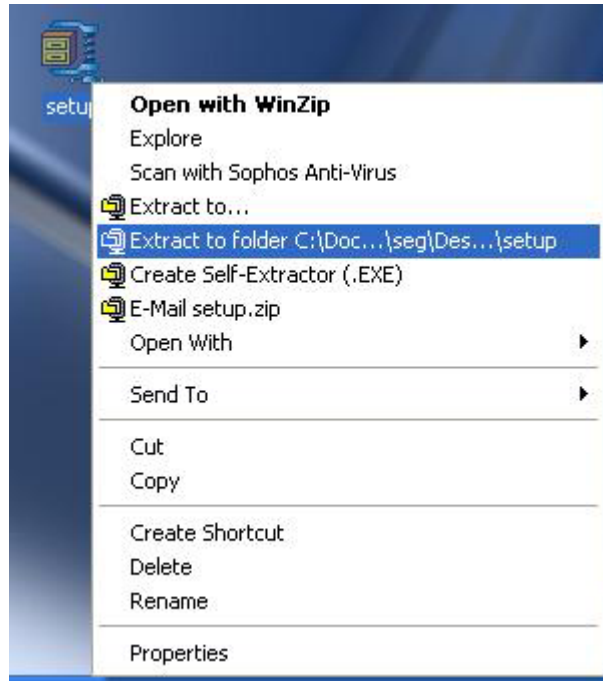 setup
Open with WinZip
Explore
Scan with Sophos Anti-Virus
Extract to...
Extract to folder C:\Doc...\seg\Des...\setup
Create Self-Extractor (.EXE)
E-Mail setup.zip
Open With
Send To
Cut
Copy
Create Shortcut
Delete
Rename
Properties